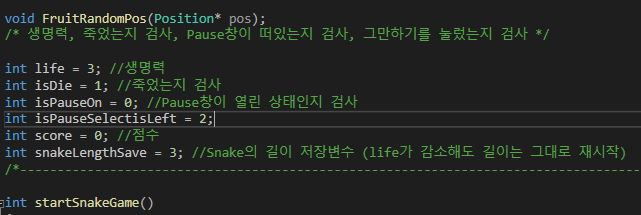 void FruitRandomPos(Position* pos);
/* 생명력, 죽었는지 검사, Pause창이 떠있는지 검사, 그만하기를 눌렀는지 검사 */
int life = 3; //생명력
int isDie = 1; //죽었는지 검사
int isPauseOn = 0; //Pause창이 열린 상태인지 검사
int isPauseSelectisLeft = 2;
int score = 0; //점수
int snakeLengthSave = 3; //Snake의 길이 저장변수 (life가 감소해도 길이는 그대로 재시작)
/*--------------------------------------------------------------------------------
int startSnakeGame()